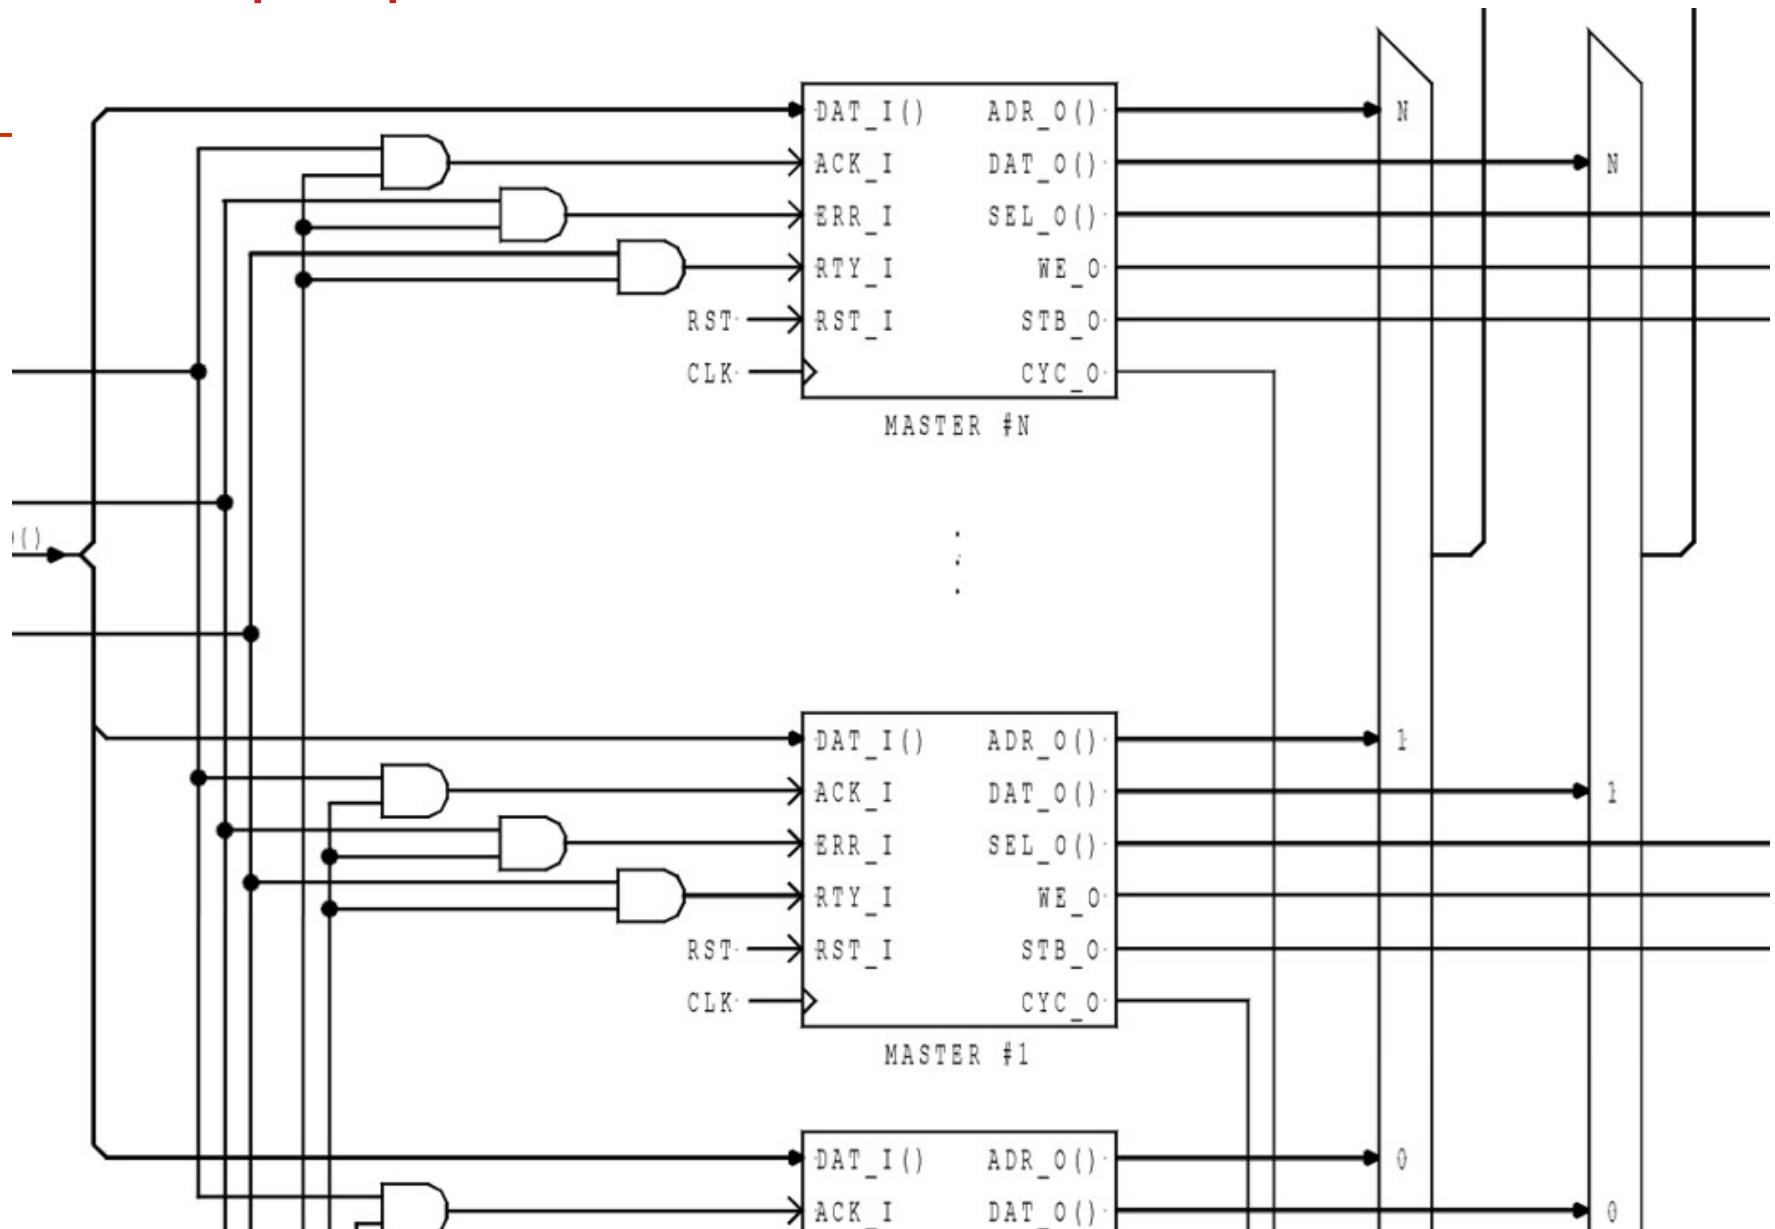 DAT_I() ADR_O() N
ACK_I DAT_O() N
ERR_I SEL_O()
RTY_I WE_O
RST RST_I STB_O
CLK CYC_O
MASTER #N
()
DAT_I() ADR_O() 1
ACK_I DAT_O() 1
ERR_I SEL_O()
RTY_I WE_O
RST RST_I STB_O
CLK CYC_O
MASTER #1
DAT_I() ADR_O() 0
ACK_I DAT_O() 0